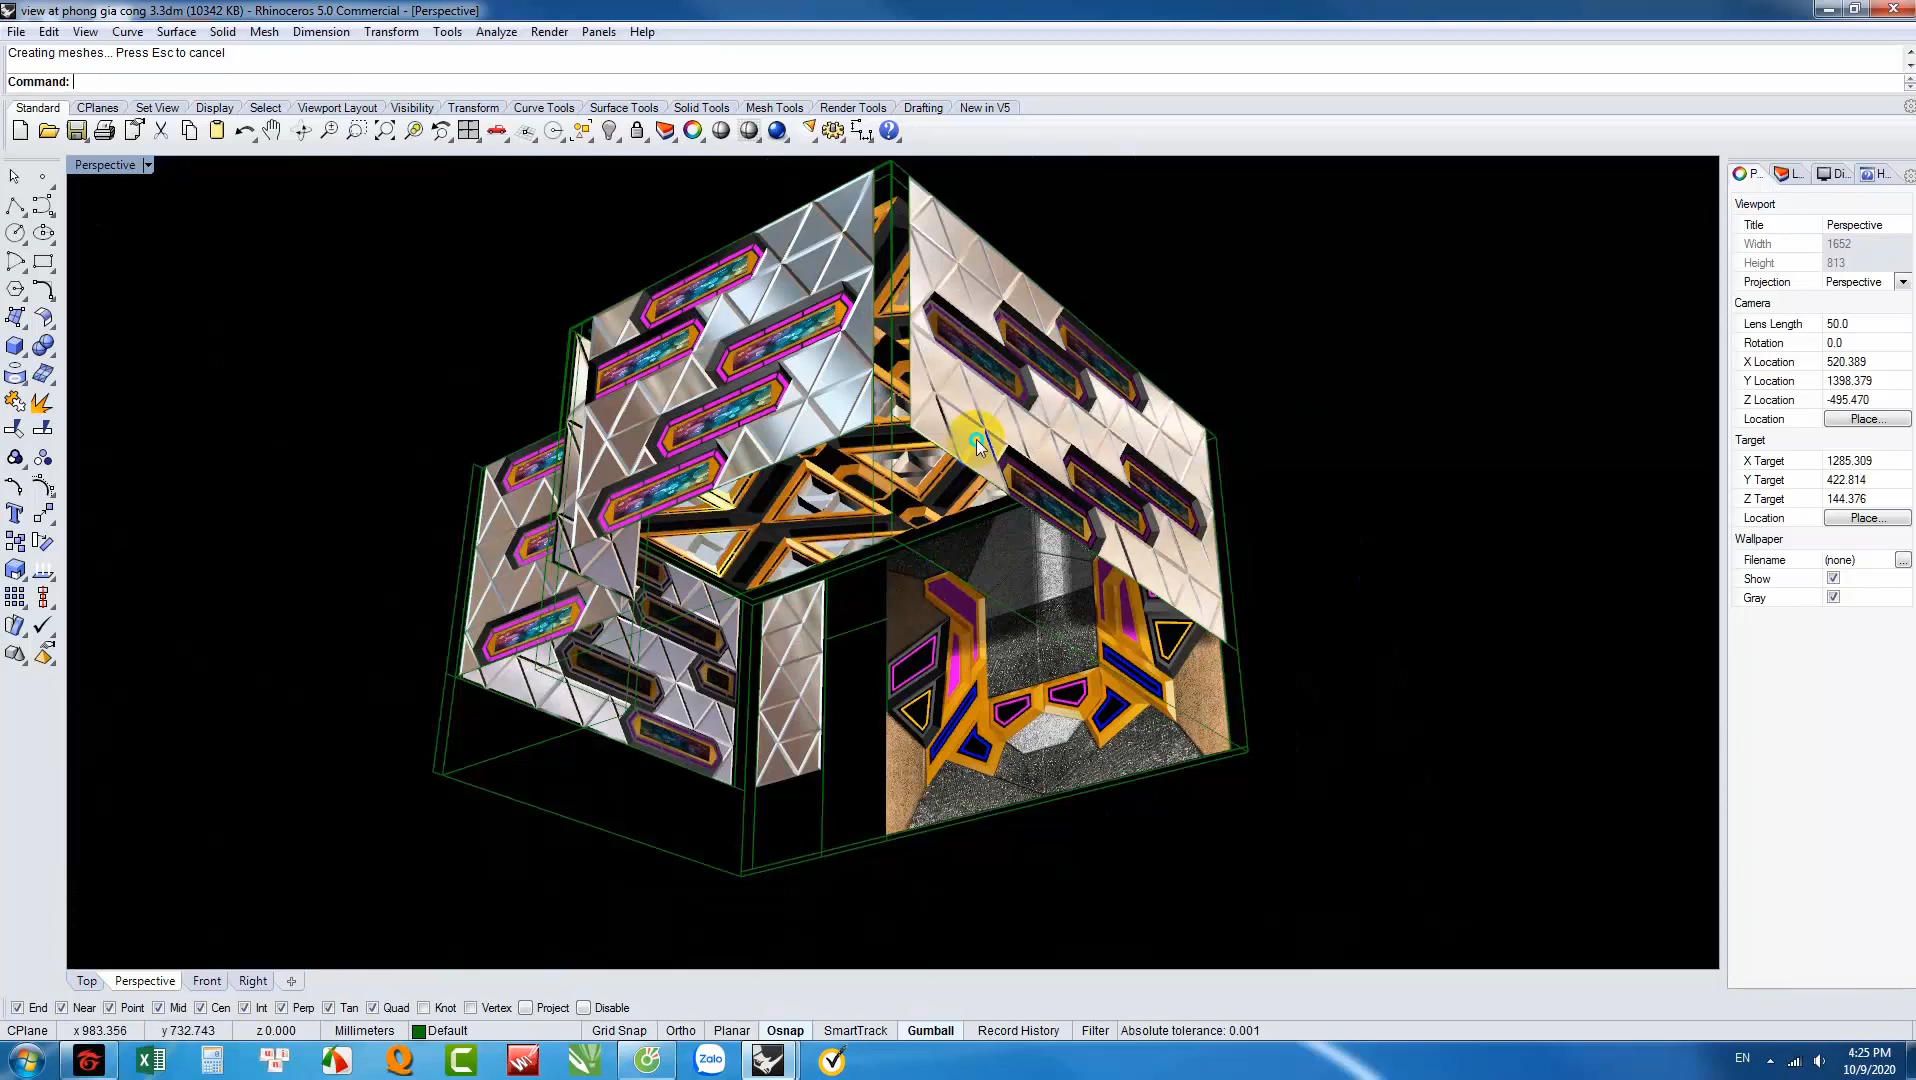 view at phong gia cong 3.3dm (10342 KB) - Rhinoceros 5.0 Commercial - [Perspective]
File Edit View Curve Surface Solid Mesh Dimension Transform Tools Analyze Render Panels Help
Creating meshes... Press Esc to cancel
Command:
Standard CPlanes Set View Display Select Viewport Layout Visibility Transform Curve Tools Surface Tools Solid Tools Mesh Tools Render Tools Drafting New in V5
Perspective
P... L... Di... H...
Viewport
Title Perspective
Width 1652
Height 813
Projection Perspective
Camera
Lens Length 50.0
Rotation 0.0
X Location 520.389
Y Location 1398.379
Z Location -495.470
Location Place...
Target
X Target 1285.309
Y Target 422.814
Z Target 144.376
Location Place...
Wallpaper
Filename (none) ...
Show
Gray
Top Perspective Front Right
End Near Point Mid Cen Int Perp Tan Quad Knot Vertex Project Disable
CPlane x 983.356 y 732.743 z 0.000 Millimeters Default Grid Snap Ortho Planar Osnap SmartTrack Gumball Record History Filter Absolute tolerance: 0.001
Zalo
EN
4:25 PM
10/9/2020